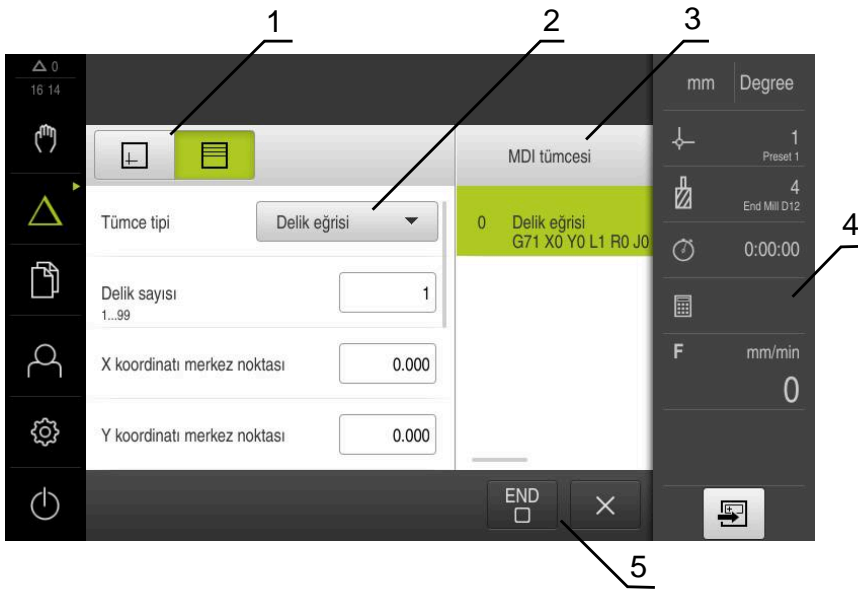 1
2
3
0
16 14
mm Degree
1
Preset 1
MDI tümcesi
4
End Mill D12
Tümce tipi
Delik eğrisi
0 Delik eğrisi
G71 X0 Y0 L1 R0 J0
4
0:00:00
Delik sayısı
1...99
1
F mm/min
0
X koordinatı merkez noktası
0.000
Y koordinatı merkez noktası
0.000
END
5